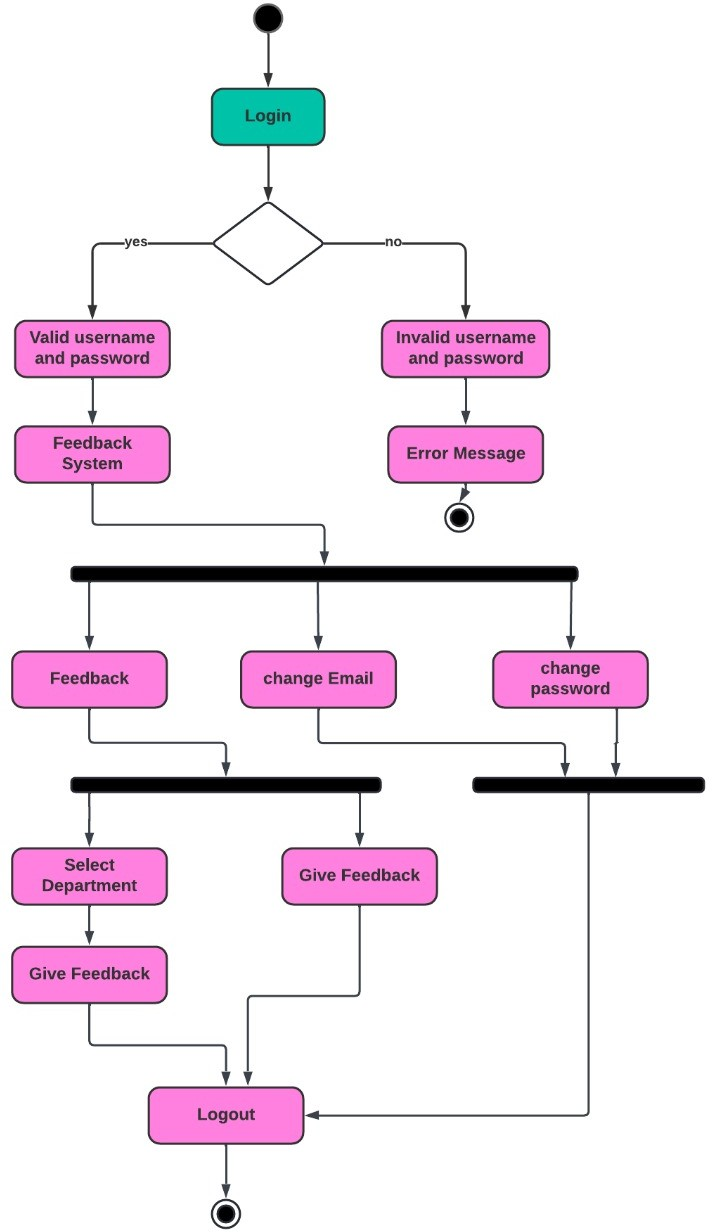 Login
yes
no
Valid username
and password
Invalid username
and password
Feedback
System
Error Message
Feedback
change Email
change
password
Select
Department
Give Feedback
Give Feedback
Logout